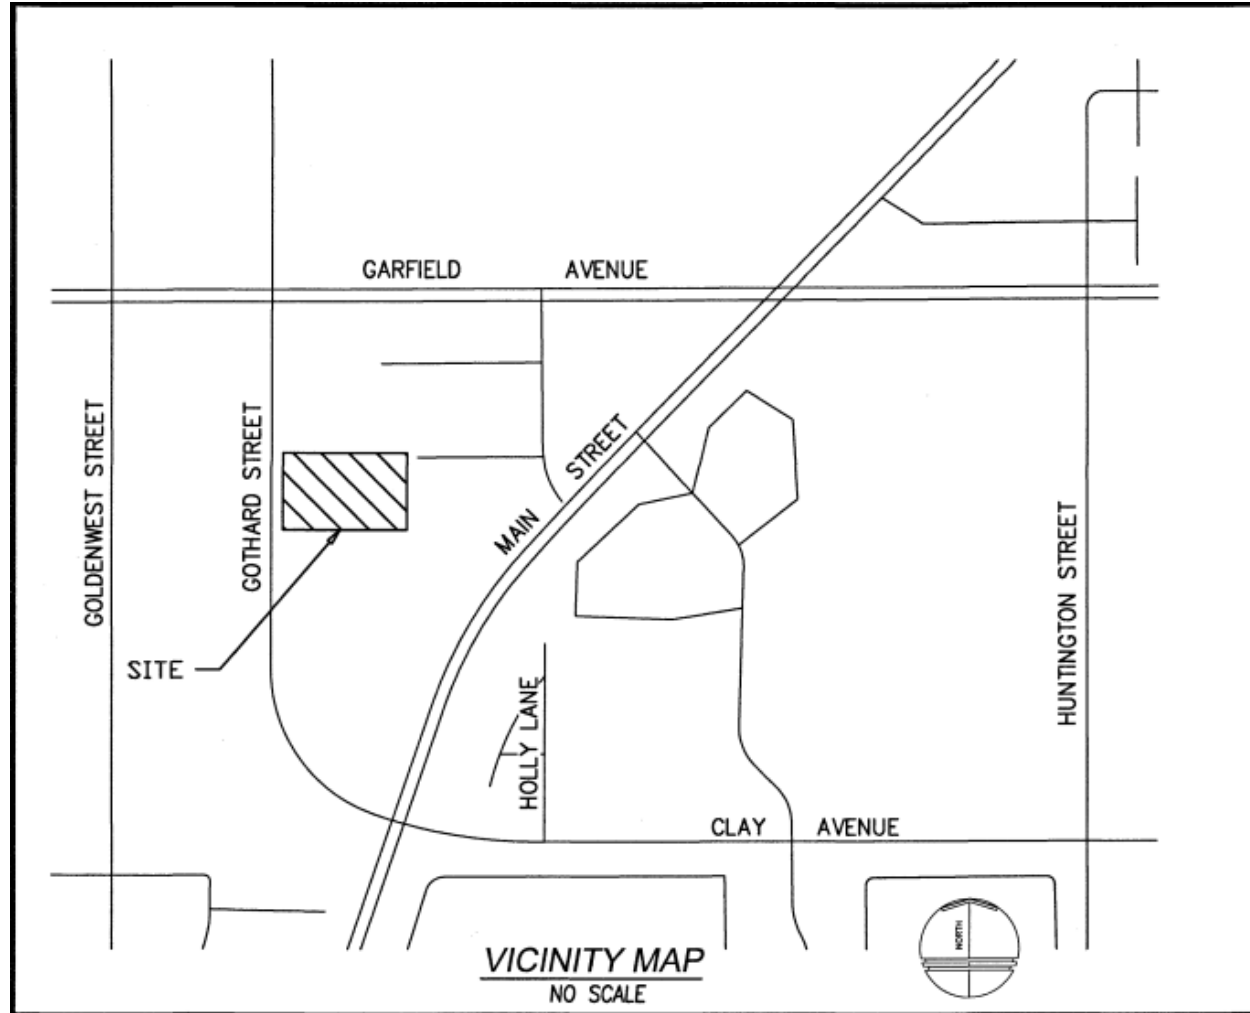 GARFIELD AVENUE
GOLDENWEST STREET
GOTHARD STREET
MAIN STREET
SITE
HOLLY LANE
HUNTINGTON STREET
CLAY AVENUE
NORTH
VICINITY MAP
NO SCALE